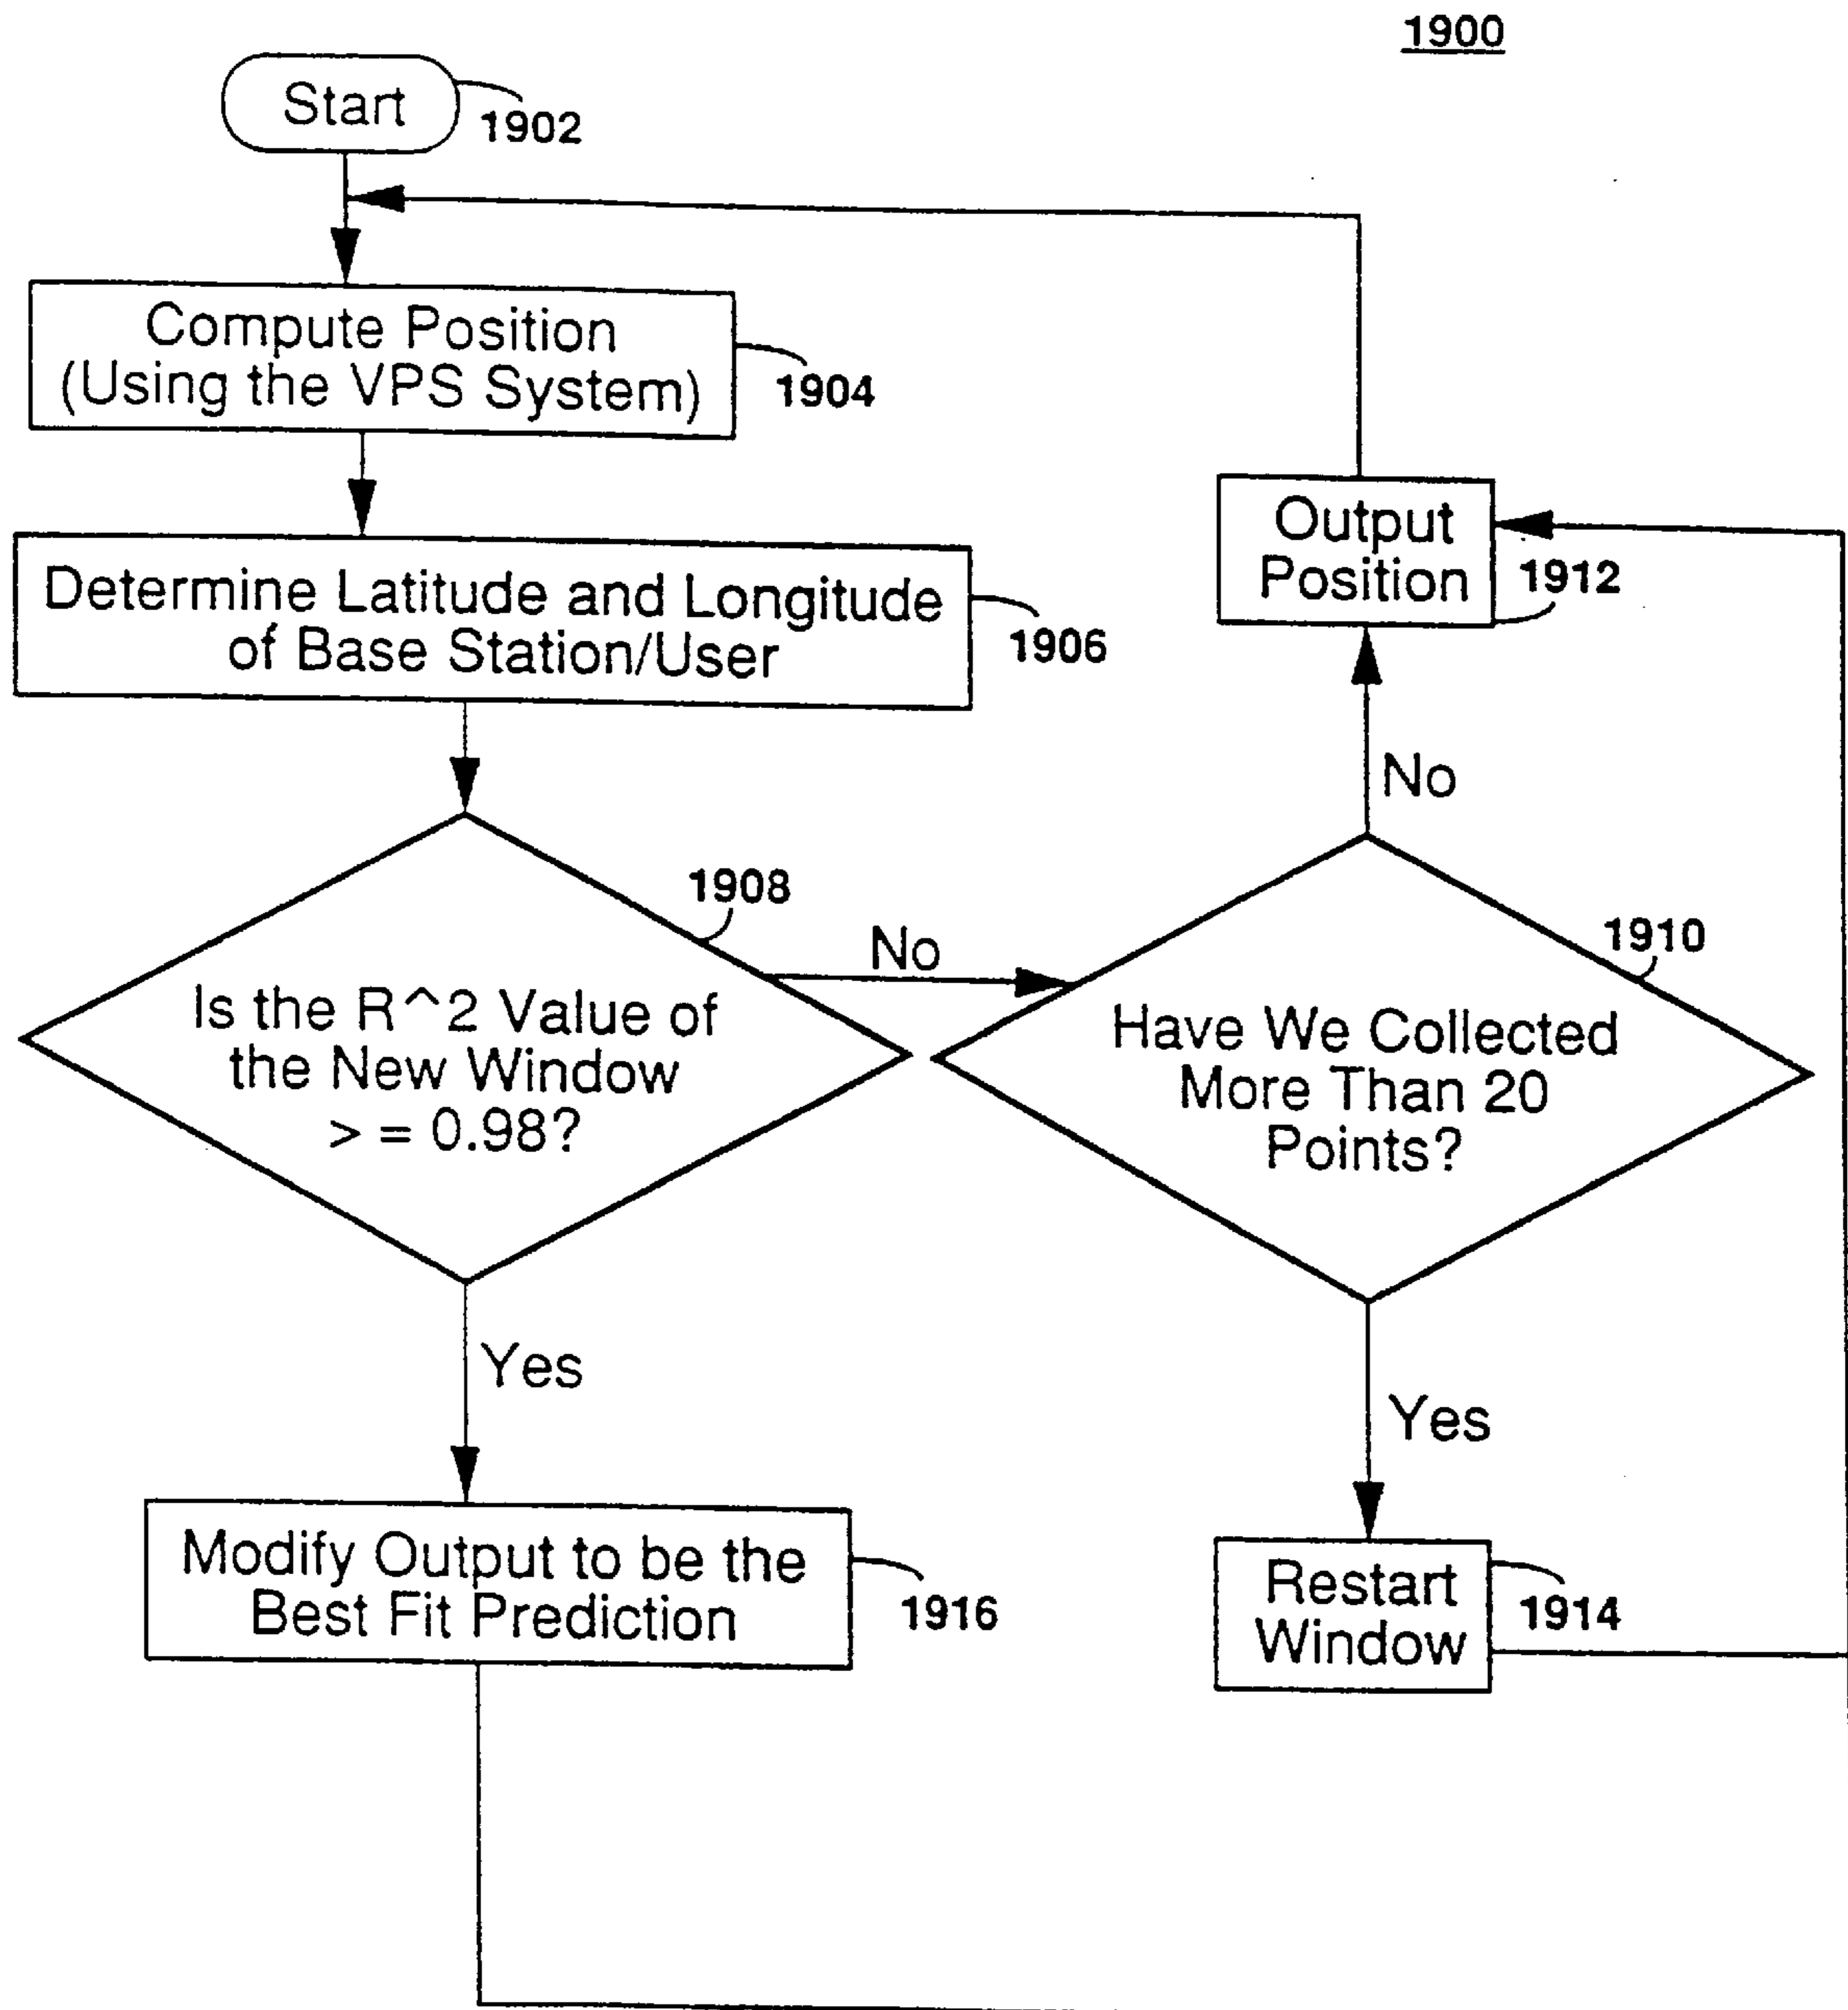 1900
Start
1902
Compute Position
(Using the VPS System)
1904
Determine Latitude and Longitude
of Base Station/User
1906
Output
Position
1912
No
1908
Is the R^2 Value of
the New Window
> = 0.98?
No
1910
Have We Collected
More Than 20
Points?
Yes
Yes
Modify Output to be the
Best Fit Prediction
1916
Restart
Window
1914